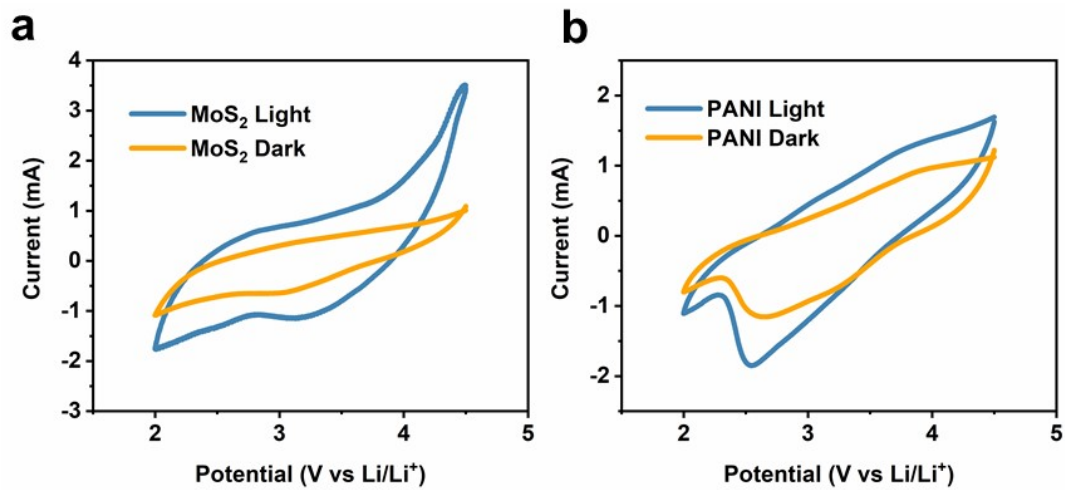 a
4
3
2
1
0
-1
-2
-3
Current (mA)
MoS₂ Light
MoS₂ Dark
2
3
4
5
Potential (V vs Li/Li⁺)
b
2
1
0
-1
-2
Current (mA)
PANI Light
PANI Dark
2
3
4
5
Potential (V vs Li/Li⁺)